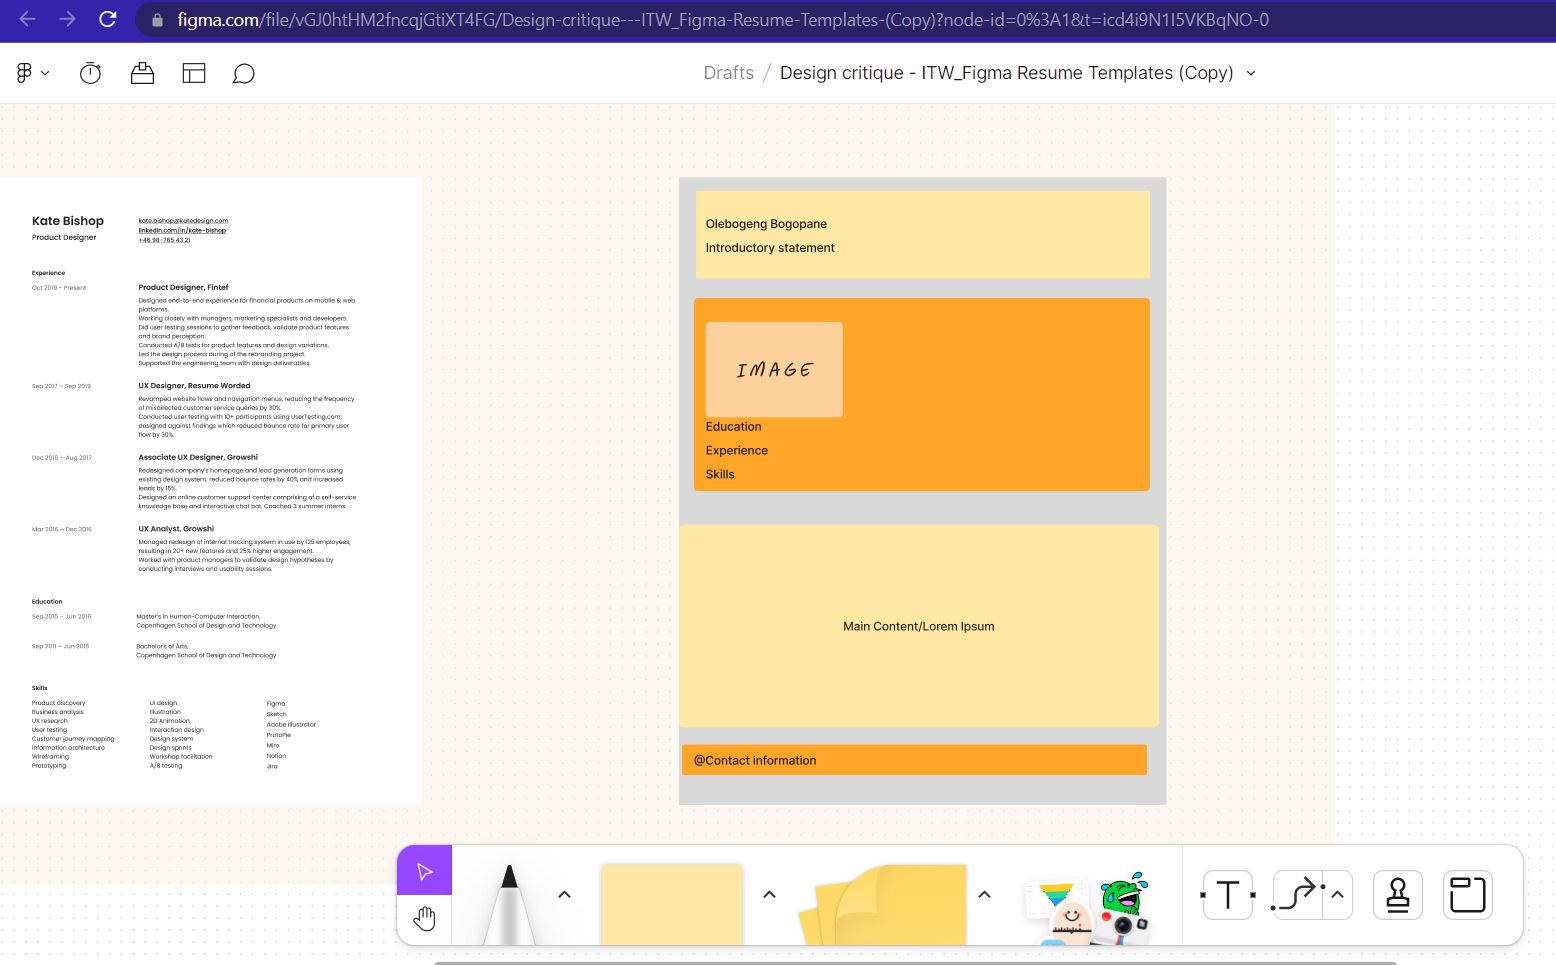 figma.com/file/vGJ0htHM2fncqjGtiXT4FG/Design-critique---ITW_Figma-Resume-Templates-(Copy)?node-id=0%3A1&t=icd4i9N1I5VKBqNO-0
Drafts / Design critique - ITW_Figma Resume Templates (Copy)
Kate Bishop
Product Designer
kate.bishop@katedesign.com
linkedin.com/in/kate-bishop
+46 98-765 43 21
Experience
Oct 2019 - Present
Product Designer, Fintef
Designed end-to-end experience for financial products on mobile & web
platforms.
Working closely with managers, marketing specialists and developers.
Did user testing sessions to gather feedback, validate product features
and brand perception.
Conducted A/B tests for product features and design variations.
Led the design process during of the rebranding project.
Supported the engineering team with design deliverables.
Sep 2017 – Sep 2019
UX Designer, Resume Worded
Revamped website flows and navigation menus, reducing the frequency
of misdirected customer service queries by 30%.
Conducted user testing with 10+ participants using UserTesting.com;
designed against findings which reduced bounce rate for primary user
flow by 30%.
Dec 2016 – Aug 2017
Associate UX Designer, Growshi
Redesigned company's homepage and lead generation forms using
existing design system; reduced bounce rates by 40% and increased
leads by 15%.
Designed an online customer support center comprising of a self-service
knowledge base and interactive chat bot. Coached 3 summer interns.
Mar 2016 – Dec 2016
UX Analyst, Growshi
Managed redesign of internal tracking system in use by 125 employees,
resulting in 20+ new features and 25% higher engagement.
Worked with product managers to validate design hypotheses by
conducting interviews and usability sessions.
Education
Sep 2015 – Jun 2016
Master's in Human-Computer Interaction,
Copenhagen School of Design and Technology
Sep 2011 – Jun 2015
Bachelor's of Arts,
Copenhagen School of Design and Technology
Skills
Product discovery
Business analysis
UX research
User testing
Customer journey mapping
Information architecture
Wireframing
Prototyping
UI design
Illustration
2D Animation
Interaction design
Design system
Design sprints
Workshop facilitation
A/B testing
Figma
Sketch
Adobe Illustrator
ProtoPie
Miro
Notion
Jira
Olebogeng Bogopane
Introductory statement
IMAGE
Education
Experience
Skills
Main Content/Lorem Ipsum
@Contact information
T